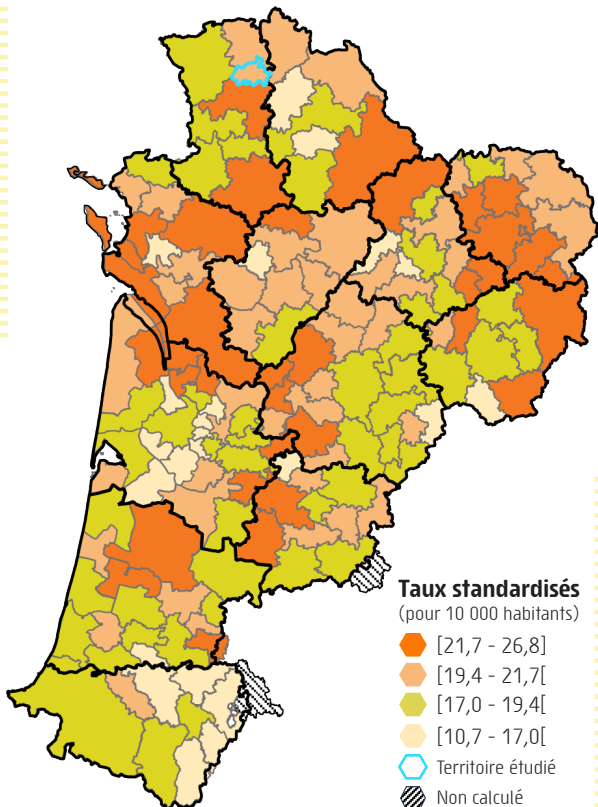 Taux standardisés
(pour 10 000 habitants)
[21,7 - 26,8]
[19,4 - 21,7[
[17,0 - 19,4[
[10,7 - 17,0[
Territoire étudié
Non calculé